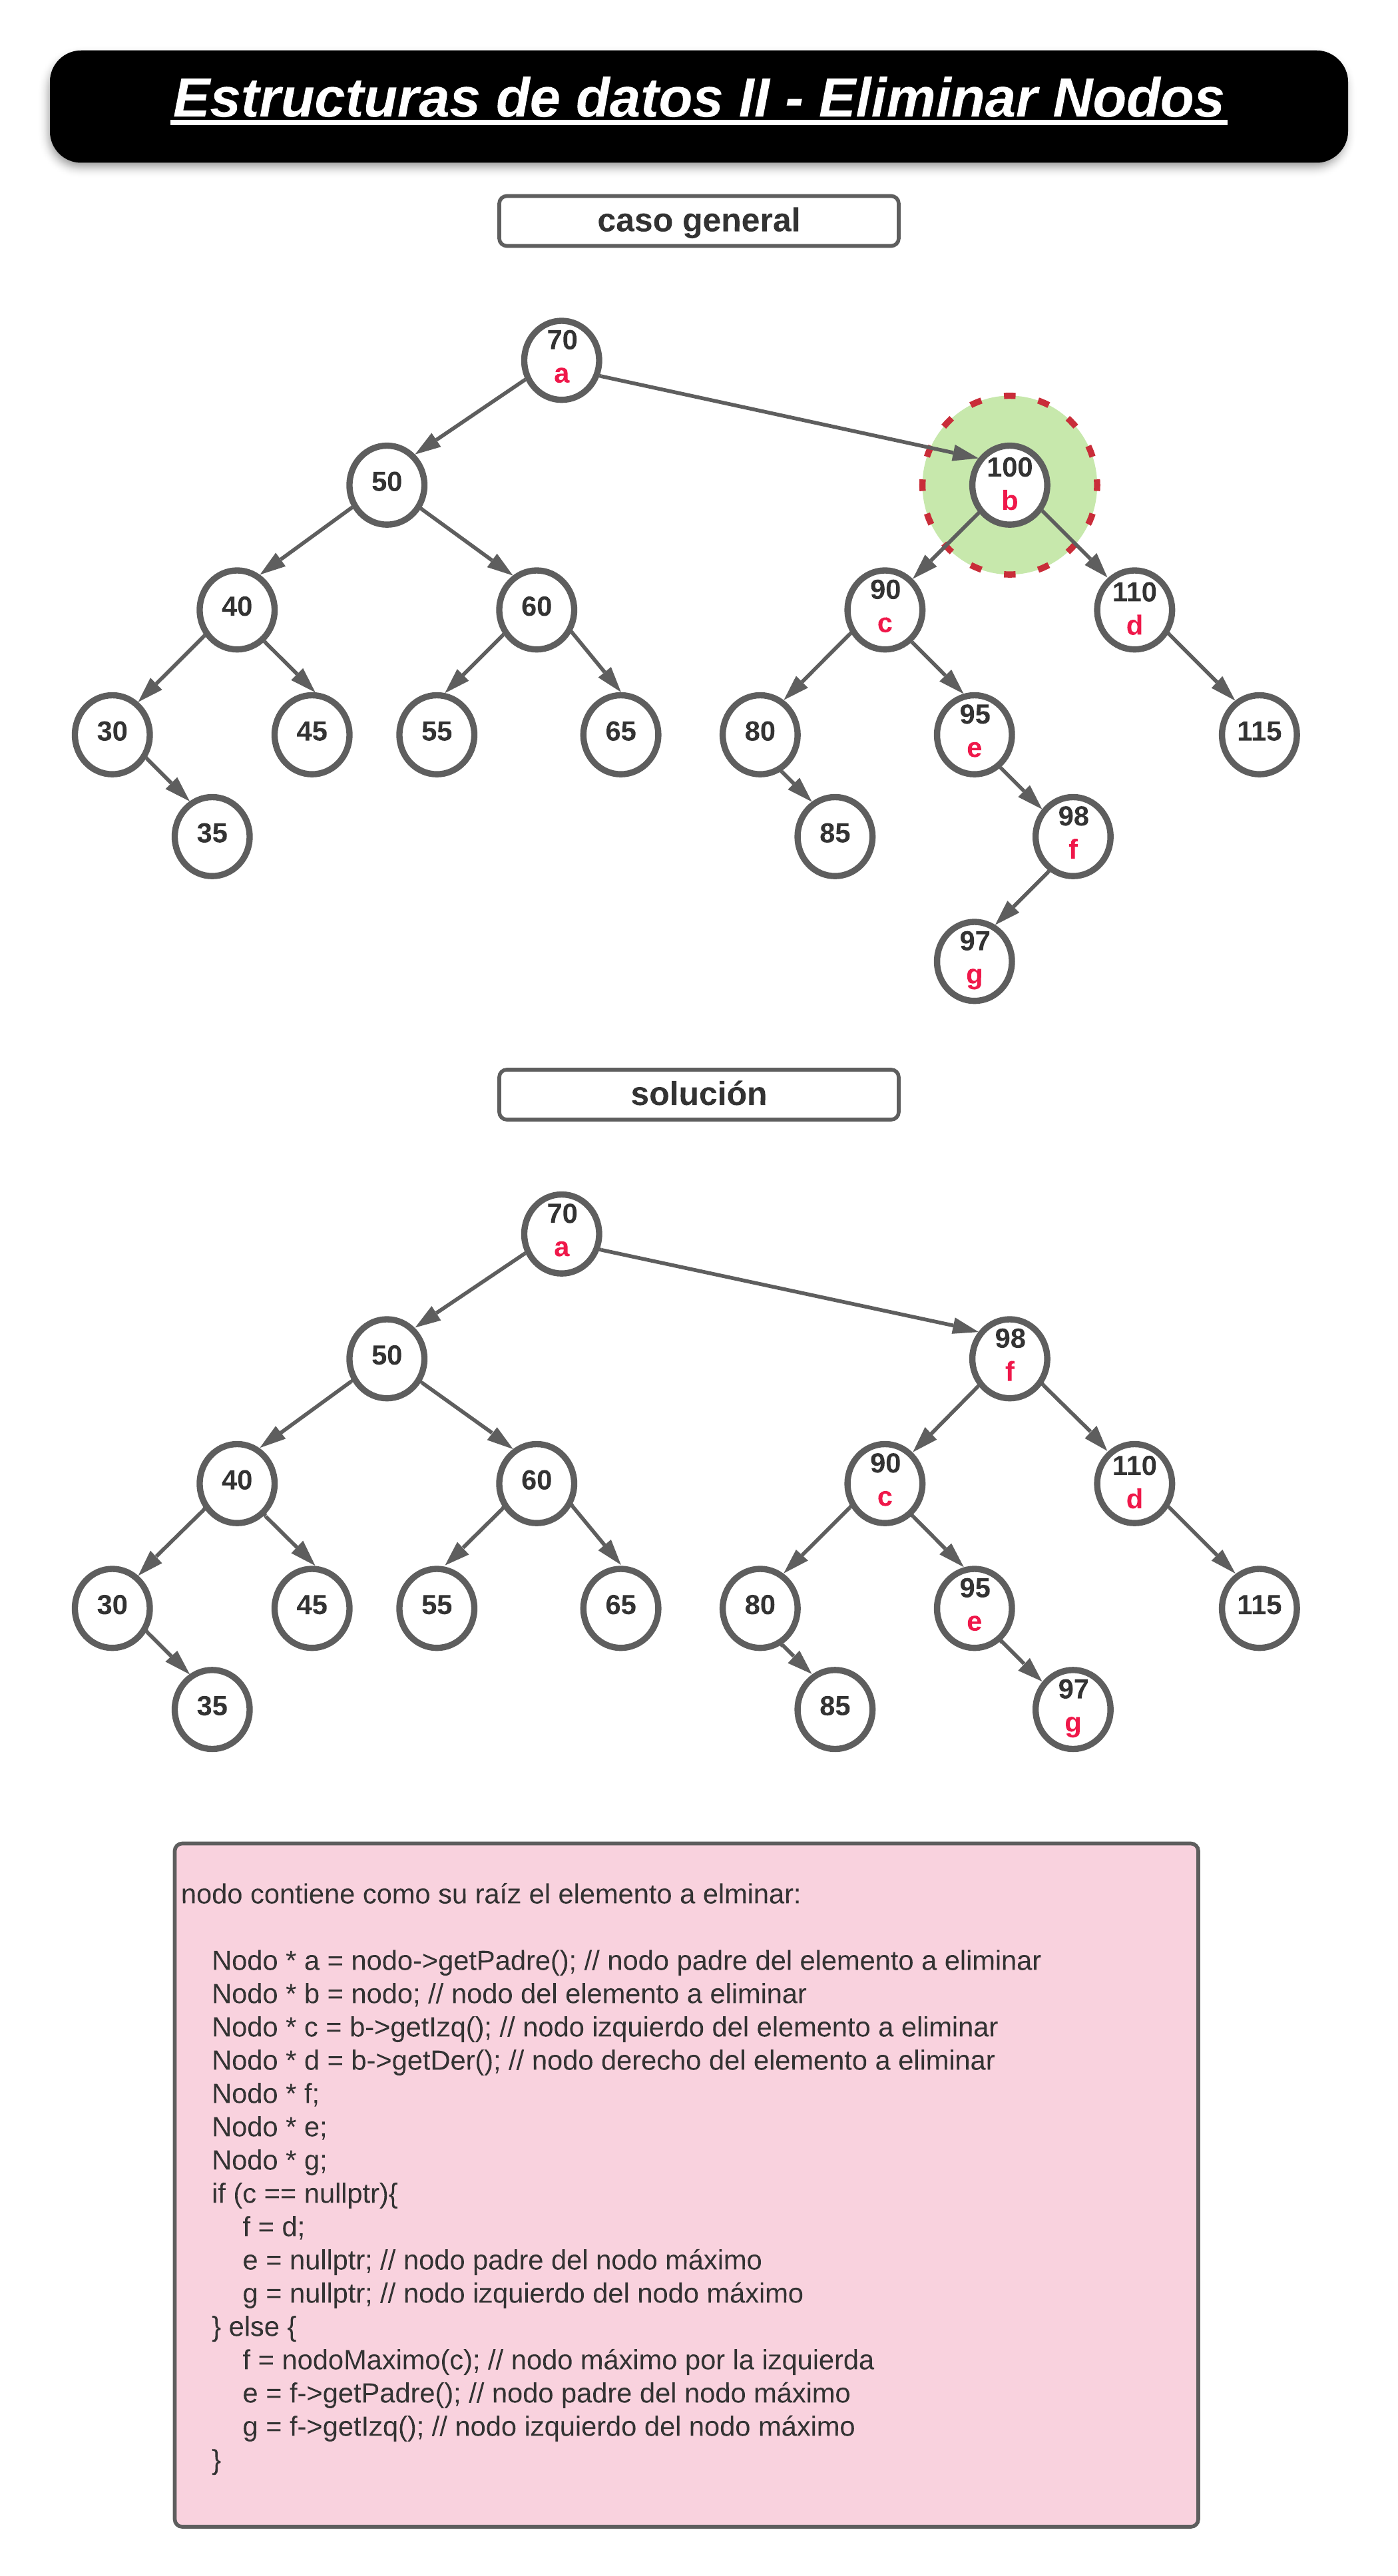 Estructuras de datos II - Eliminar Nodos
caso general
70
a
50
100
b
40
60
90
c
110
d
30
45
55
65
80
95
e
115
35
85
98
f
97
g
solución
70
a
50
98
f
40
60
90
c
110
d
30
45
55
65
80
95
e
115
35
85
97
g
nodo contiene como su raíz el elemento a elminar:
Nodo * a = nodo->getPadre(); // nodo padre del elemento a eliminar
Nodo * b = nodo; // nodo del elemento a eliminar
Nodo * c = b->getIzq(); // nodo izquierdo del elemento a eliminar
Nodo * d = b->getDer(); // nodo derecho del elemento a eliminar
Nodo * f;
Nodo * e;
Nodo * g;
if (c == nullptr){
f = d;
e = nullptr; // nodo padre del nodo máximo
g = nullptr; // nodo izquierdo del nodo máximo
} else {
f = nodoMaximo(c); // nodo máximo por la izquierda
e = f->getPadre(); // nodo padre del nodo máximo
g = f->getIzq(); // nodo izquierdo del nodo máximo
}